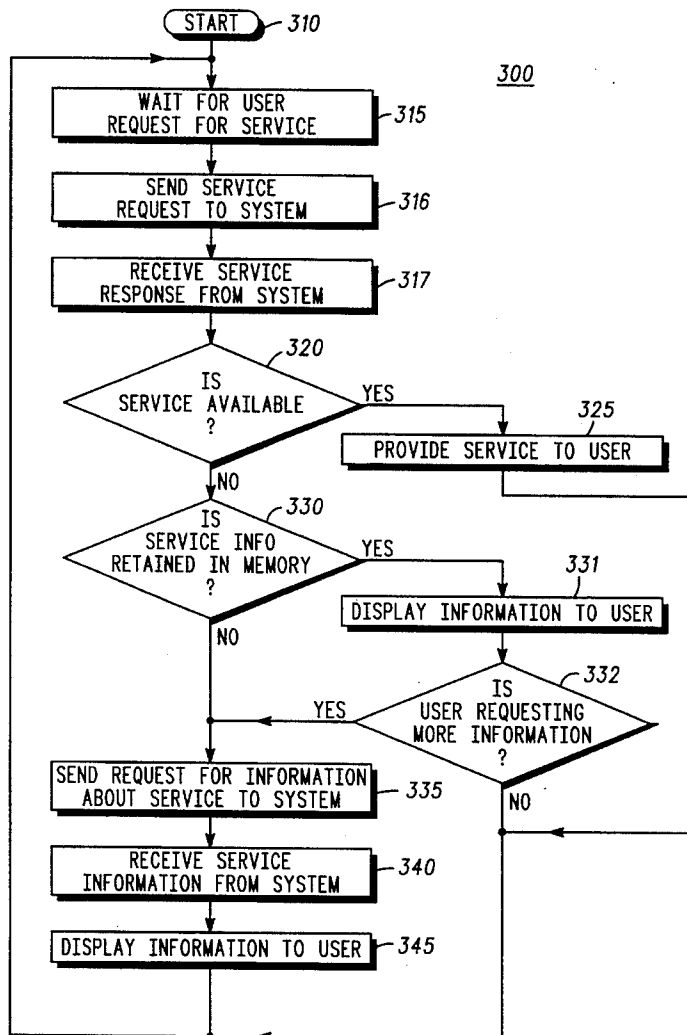 START
310
300
WAIT FOR USER
REQUEST FOR SERVICE
315
SEND SERVICE
REQUEST TO SYSTEM
316
RECEIVE SERVICE
RESPONSE FROM SYSTEM
317
320
IS
SERVICE AVAILABLE
?
YES
325
PROVIDE SERVICE TO USER
NO
330
IS
SERVICE INFO
RETAINED IN MEMORY
?
YES
331
DISPLAY INFORMATION TO USER
NO
332
IS
USER REQUESTING
MORE INFORMATION
?
YES
NO
SEND REQUEST FOR INFORMATION
ABOUT SERVICE TO SYSTEM
335
RECEIVE SERVICE
INFORMATION FROM SYSTEM
340
DISPLAY INFORMATION TO USER
345